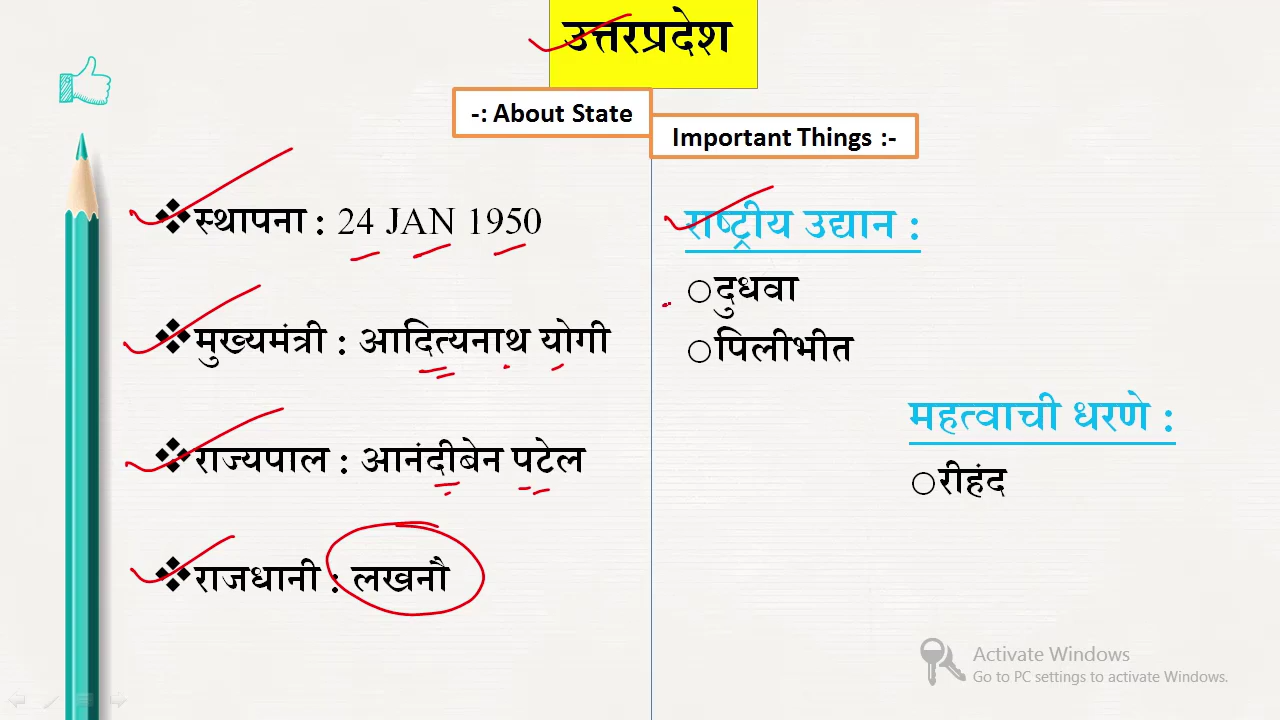 उत्तरप्रदेश
-: About State
Important Things :-
❖स्थापना : 24 JAN 1950
❖मुख्यमंत्री : आदित्यनाथ योगी
❖राज्यपाल : आनंदीबेन पटेल
❖राजधानी : लखनौ
राष्ट्रीय उद्यान :
○दुधवा
○पिलीभीत
महत्वाची धरणे :
○रीहंद
Activate Windows
Go to PC settings to activate Windows.